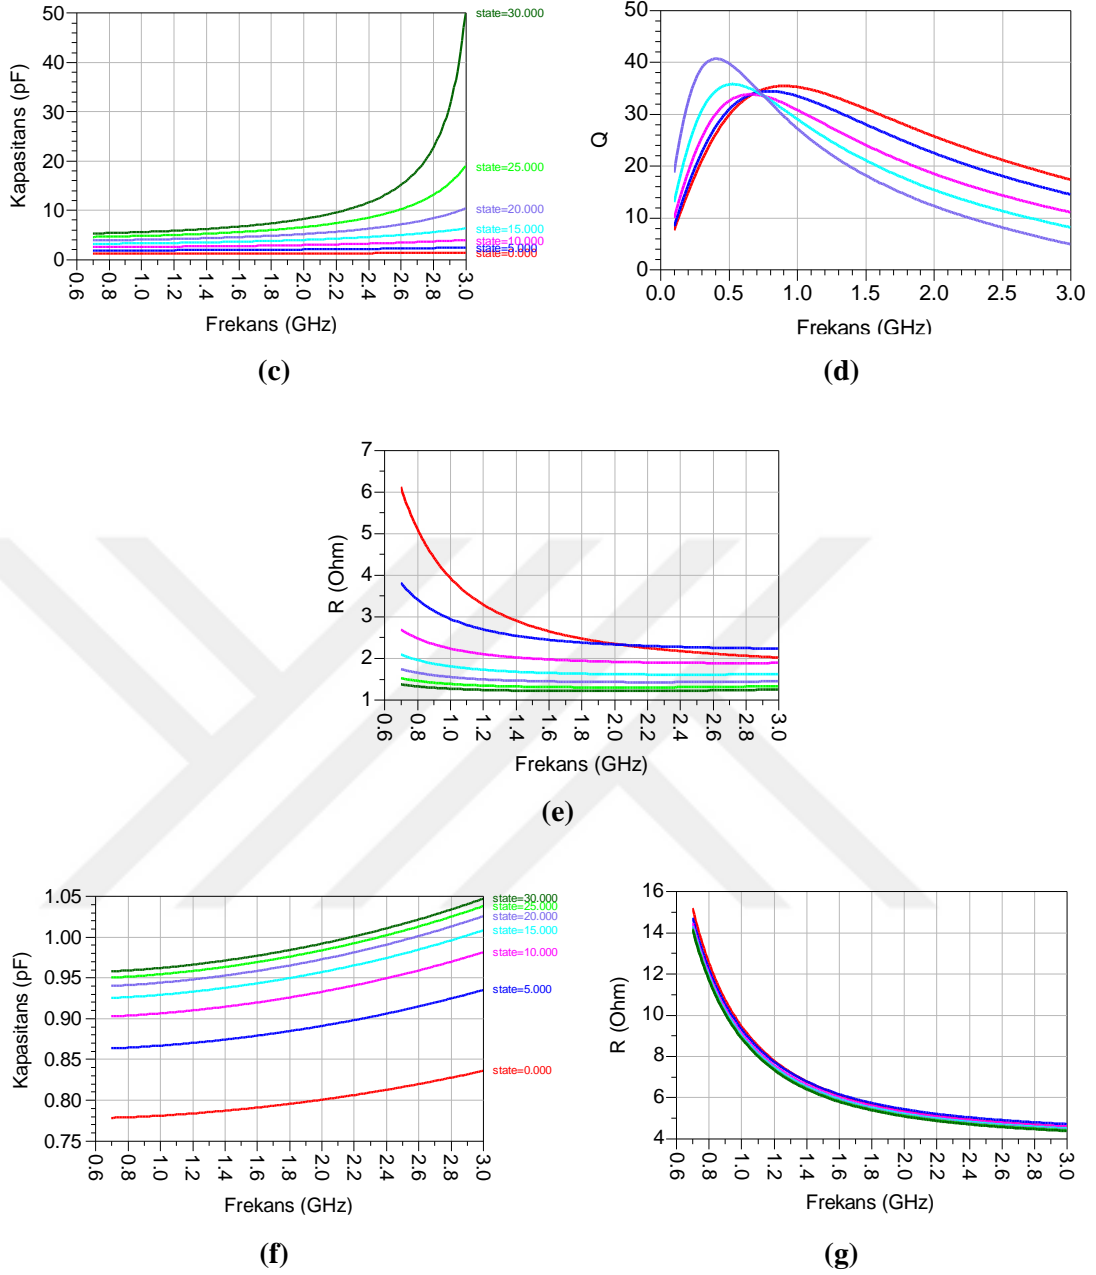 50
40
30
20
10
0
Kapasitans (pF)
state=30.000
state=25.000
state=20.000
state=15.000
state=10.000
state=5.000
state=0.000
0.6 0.8 1.0 1.2 1.4 1.6 1.8 2.0 2.2 2.4 2.6 2.8 3.0
Frekans (GHz)
(c)
50
40
30
20
10
0
Q
0.0 0.5 1.0 1.5 2.0 2.5 3.0
Frekans (GHz)
(d)
7
6
5
4
3
2
1
R (Ohm)
0.6 0.8 1.0 1.2 1.4 1.6 1.8 2.0 2.2 2.4 2.6 2.8 3.0
Frekans (GHz)
(e)
1.05
1.00
0.95
0.90
0.85
0.80
0.75
Kapasitans (pF)
state=30.000
state=25.000
state=20.000
state=15.000
state=10.000
state=5.000
state=0.000
0.6 0.8 1.0 1.2 1.4 1.6 1.8 2.0 2.2 2.4 2.6 2.8 3.0
Frekans (GHz)
(f)
16
14
12
10
8
6
4
R (Ohm)
0.6 0.8 1.0 1.2 1.4 1.6 1.8 2.0 2.2 2.4 2.6 2.8 3.0
Frekans (GHz)
(g)